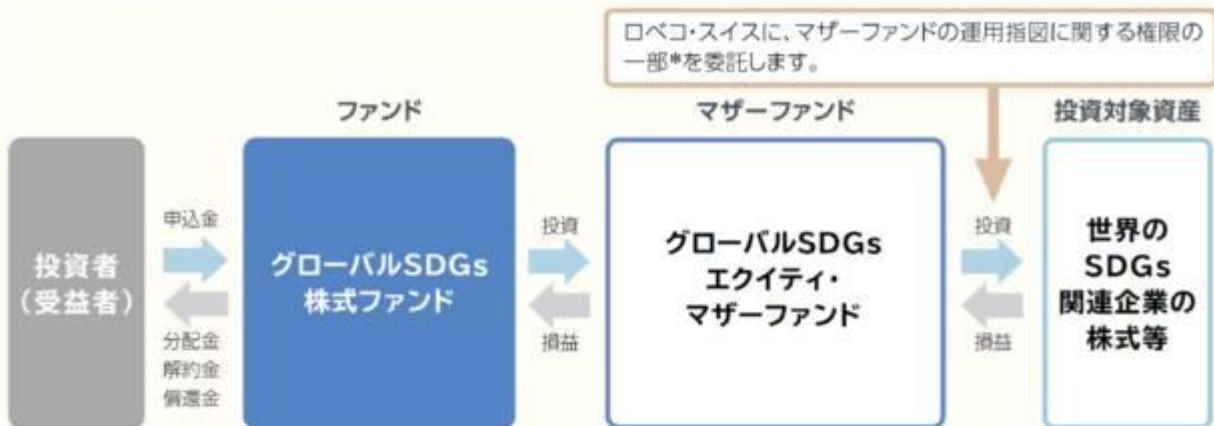 ロベコ・スイスに、マザーファンドの運用指図に関する権限の
一部*を委託します。
ファンド
マザーファンド
投資対象資産
投資者
(受益者)
申込金
分配金
解約金
償還金
グローバルSDGs
株式ファンド
投資
損益
グローバルSDGs
エクイティ・
マザーファンド
投資
損益
世界の
SDGs
関連企業の
株式等